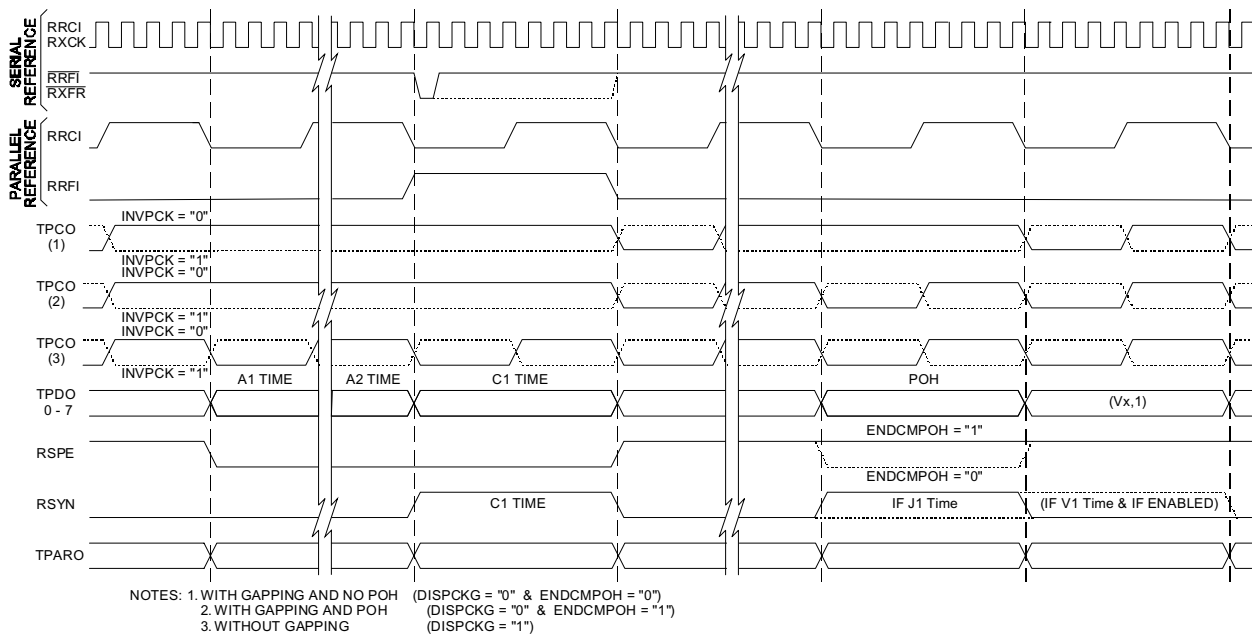 SERIAL
REFERENCE
RRCI
RXCK
RRFI
RXFR
PARALLEL
REFERENCE
RRCI
RRFI
INVPCK = "0"
TPCO
(1)
INVPCK = "1"
INVPCK = "0"
TPCO
(2)
INVPCK = "1"
INVPCK = "0"
TPCO
(3)
INVPCK = "1"
A1 TIME A2 TIME C1 TIME POH
TPDO
0 - 7
(Vx,1)
ENDCMPOH = "1"
RSPE
ENDCMPOH = "0"
RSYN
C1 TIME IF J1 Time (IF V1 Time & IF ENABLED)
TPARO
NOTES: 1. WITH GAPPING AND NO POH (DISPCKG = "0" & ENDCMPOH = "0")
2. WITH GAPPING AND POH (DISPCKG = "0" & ENDCMPOH = "1")
3. WITHOUT GAPPING (DISPCKG = "1")